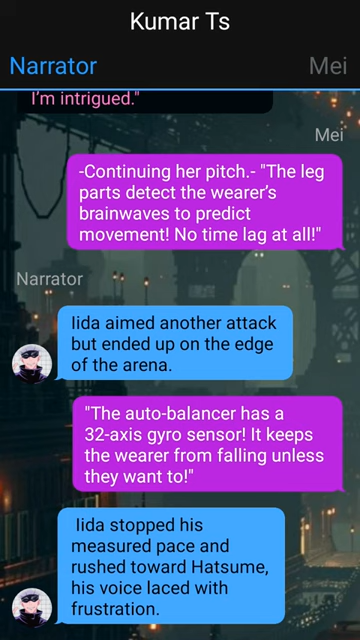 Kumar Ts
Narrator
Mei
I'm intrigued."
Mei
-Continuing her pitch.- "The leg
parts detect the wearer's
brainwaves to predict
movement! No time lag at all!"
Narrator
Iida aimed another attack
but ended up on the edge
of the arena.
"The auto-balancer has a
32-axis gyro sensor! It keeps
the wearer from falling unless
they want to!"
Iida stopped his
measured pace and
rushed toward Hatsume,
his voice laced with
frustration.